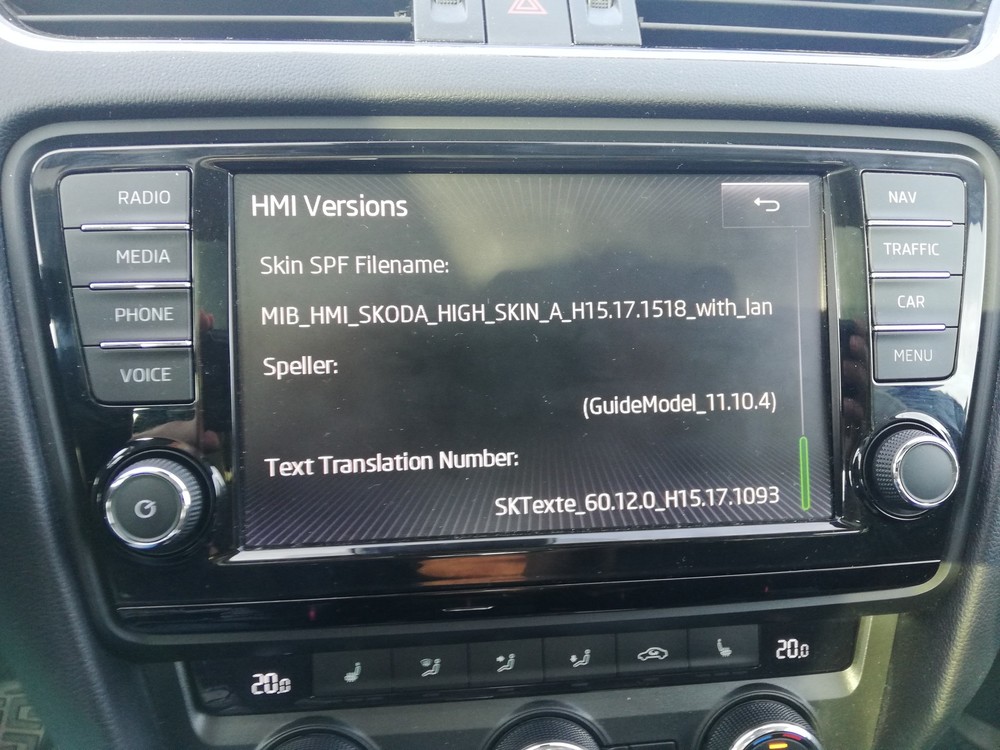 RADIO
MEDIA
PHONE
VOICE
HMI Versions
Skin SPF Filename:
MIB_HMI_SKODA_HIGH_SKIN_A_H15.17.1518_with_lan
Speller:
(GuideModel_11.10.4)
Text Translation Number:
SKTexte_60.12.0_H15.17.1093
NAV
TRAFFIC
CAR
MENU
20.0
20.0